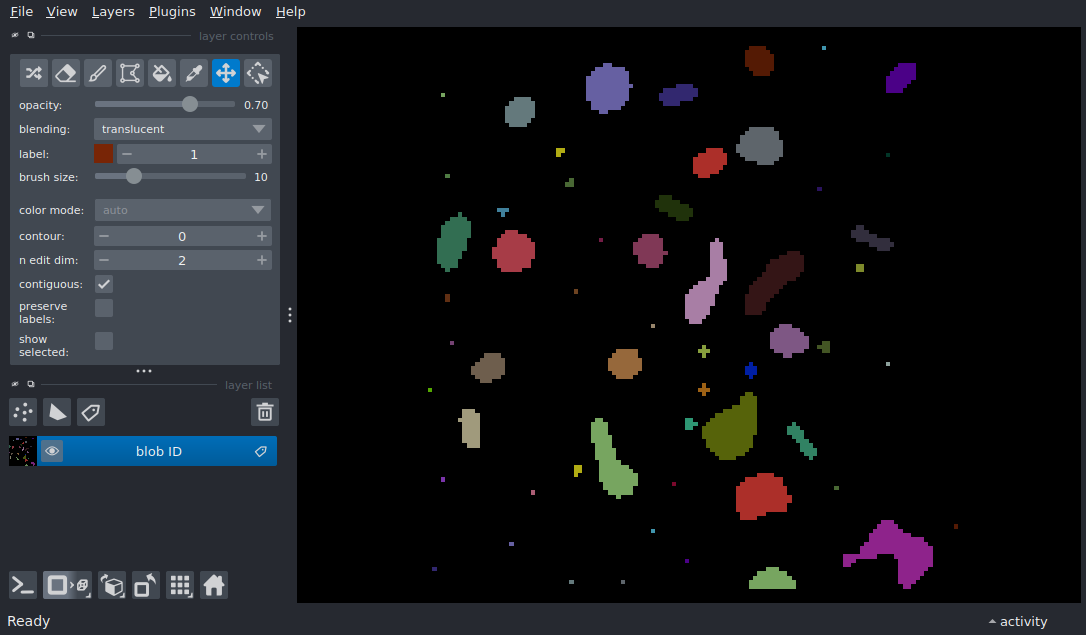 File View Layers Plugins Window Help
layer controls
opacity: 0.70
blending: translucent
label: 1
brush size: 10
color mode: auto
contour: 0
n edit dim: 2
contiguous:
preserve
labels:
show
selected:
layer list
blob ID
Ready
activity